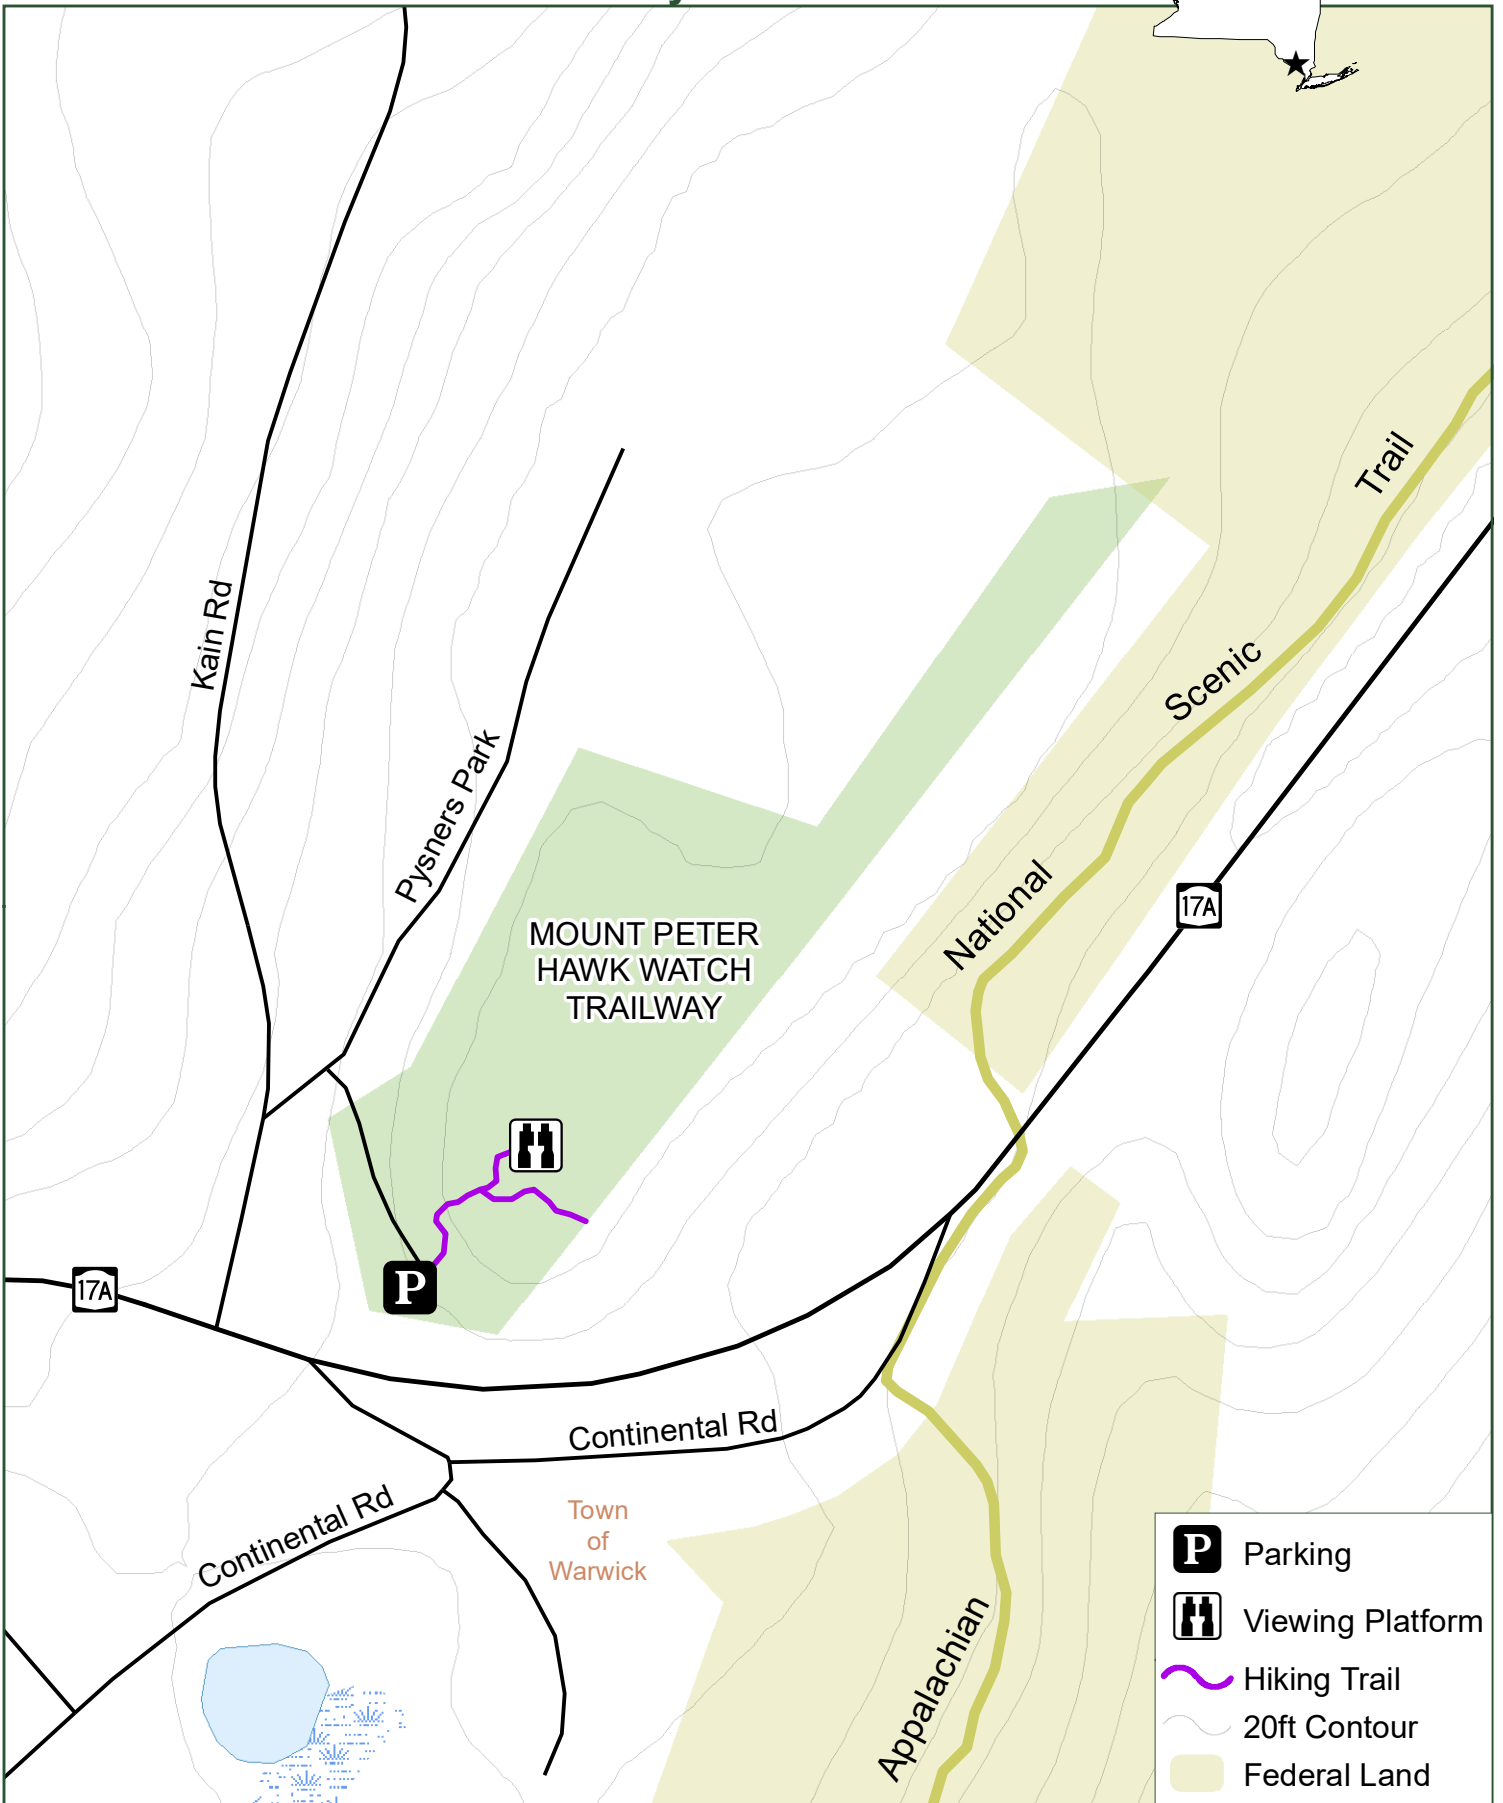 Trail
Scenic
Kain Rd
Pysners Park
National
17A
MOUNT PETER
HAWK WATCH
TRAILWAY
P
17A
Continental Rd
Continental Rd
Town
of
Warwick
Appalachian
P Parking
Viewing Platform
Hiking Trail
20ft Contour
Federal Land